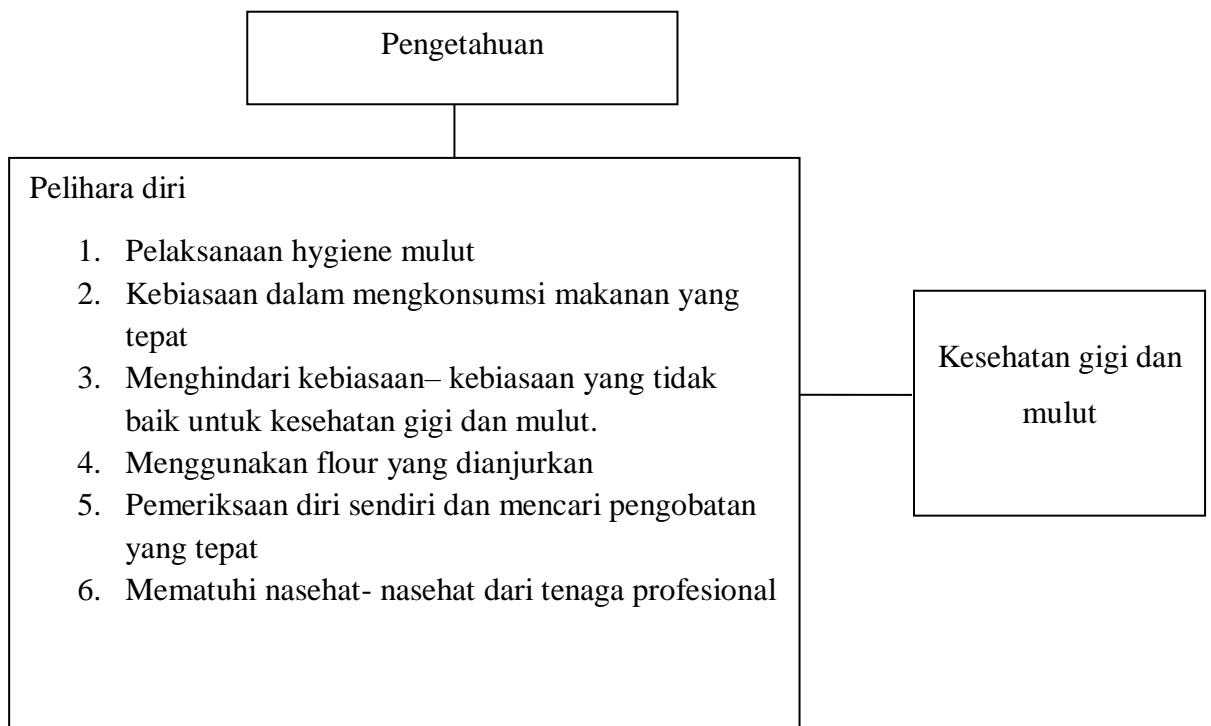 Pengetahuan
Pelihara diri
1. Pelaksanaan hygiene mulut
2. Kebiasaan dalam mengkonsumsi makanan yang
tepat
3. Menghindari kebiasaan– kebiasaan yang tidak
baik untuk kesehatan gigi dan mulut.
4. Menggunakan flour yang dianjurkan
5. Pemeriksaan diri sendiri dan mencari pengobatan
yang tepat
6. Mematuhi nasehat- nasehat dari tenaga profesional
Kesehatan gigi dan
mulut